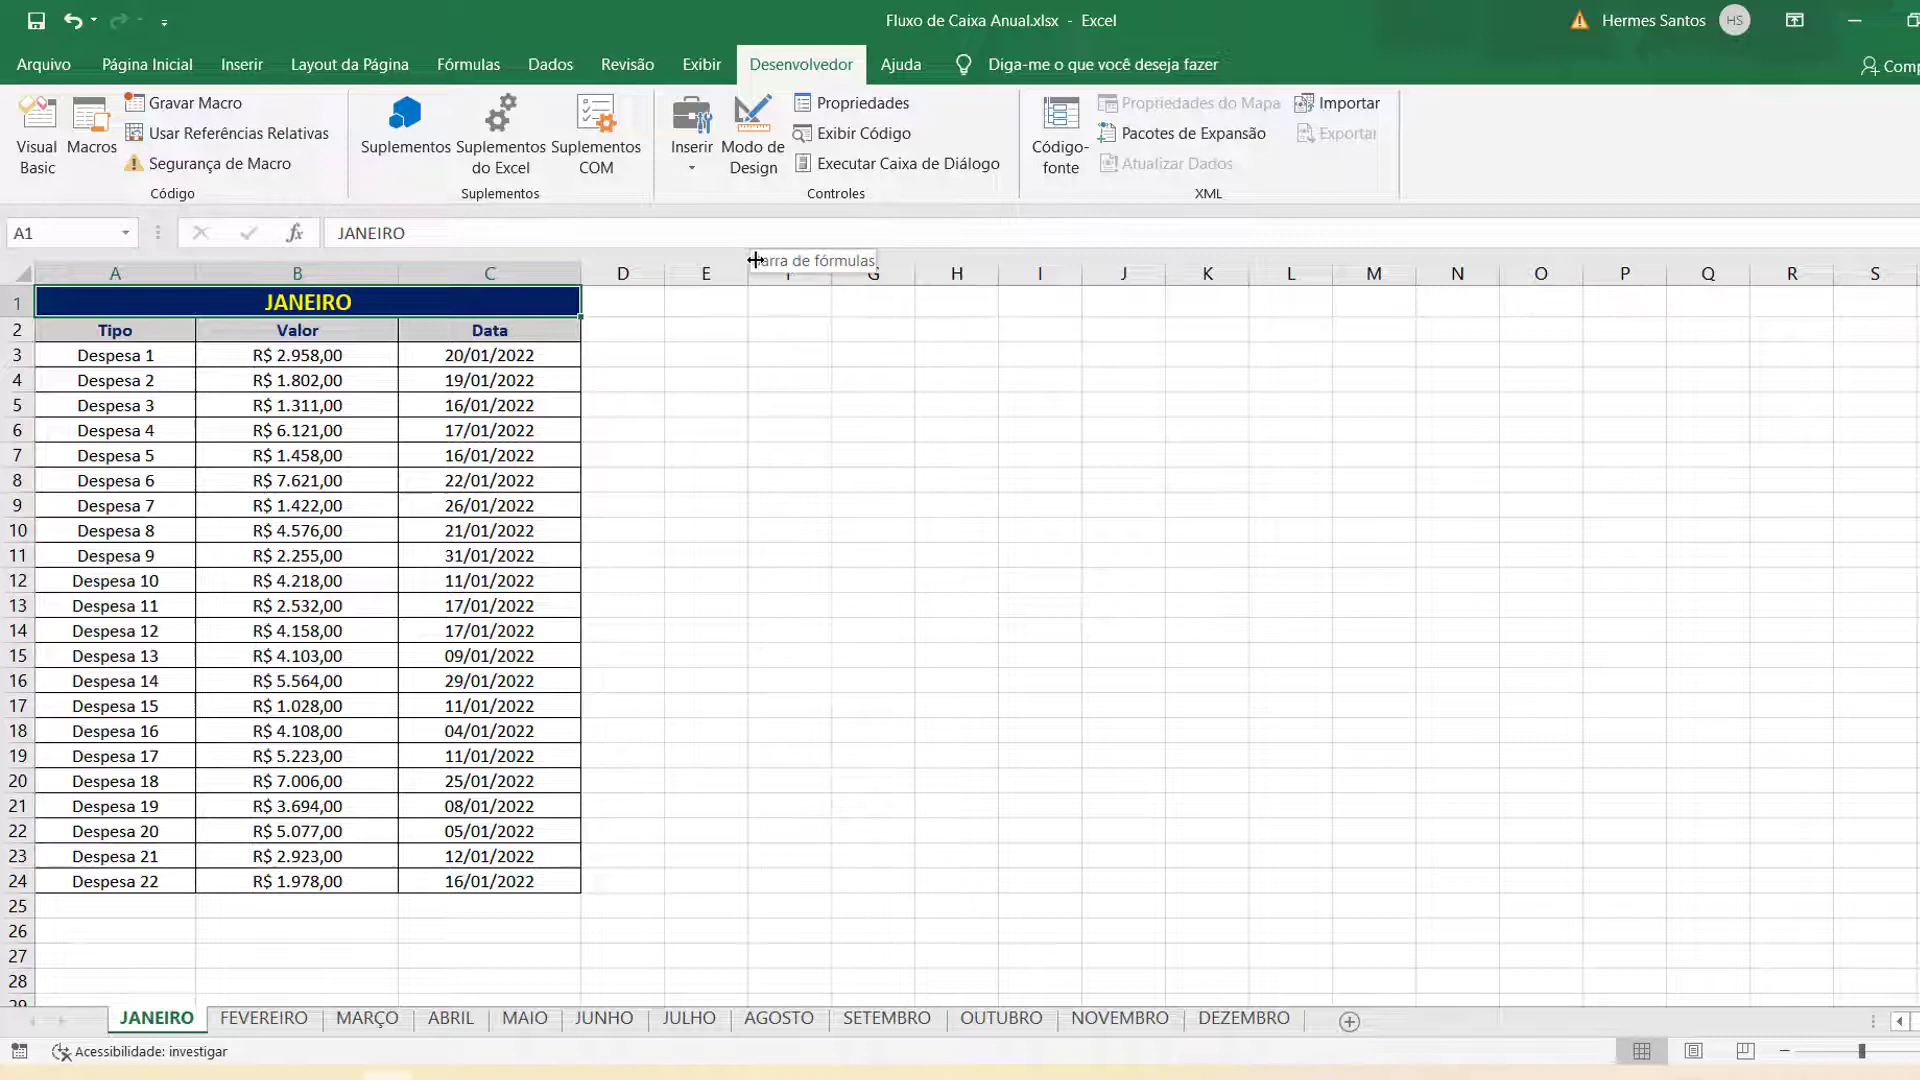 Fluxo de Caixa Anual.xlsx - Excel
Hermes Santos HS
Arquivo Página Inicial Inserir Layout da Página Fórmulas Dados Revisão Exibir Desenvolvedor Ajuda Diga-me o que você deseja fazer
Visual Basic
Macros
Gravar Macro
Usar Referências Relativas
Segurança de Macro
Código
Suplementos
Suplementos do Excel
Suplementos COM
Suplementos
Inserir
Modo de Design
Propriedades
Exibir Código
Executar Caixa de Diálogo
Controles
Código-fonte
Propriedades do Mapa
Pacotes de Expansão
Atualizar Dados
Importar
Exportar
XML
A1 fx JANEIRO
de fórmulas
A B C D E F G H I J K L M N O P Q R S
1 JANEIRO
2 Tipo Valor Data
3 Despesa 1 R$ 2.958,00 20/01/2022
4 Despesa 2 R$ 1.802,00 19/01/2022
5 Despesa 3 R$ 1.311,00 16/01/2022
6 Despesa 4 R$ 6.121,00 17/01/2022
7 Despesa 5 R$ 1.458,00 16/01/2022
8 Despesa 6 R$ 7.621,00 22/01/2022
9 Despesa 7 R$ 1.422,00 26/01/2022
10 Despesa 8 R$ 4.576,00 21/01/2022
11 Despesa 9 R$ 2.255,00 31/01/2022
12 Despesa 10 R$ 4.218,00 11/01/2022
13 Despesa 11 R$ 2.532,00 17/01/2022
14 Despesa 12 R$ 4.158,00 17/01/2022
15 Despesa 13 R$ 4.103,00 09/01/2022
16 Despesa 14 R$ 5.564,00 29/01/2022
17 Despesa 15 R$ 1.028,00 11/01/2022
18 Despesa 16 R$ 4.108,00 04/01/2022
19 Despesa 17 R$ 5.223,00 11/01/2022
20 Despesa 18 R$ 7.006,00 25/01/2022
21 Despesa 19 R$ 3.694,00 08/01/2022
22 Despesa 20 R$ 5.077,00 05/01/2022
23 Despesa 21 R$ 2.923,00 12/01/2022
24 Despesa 22 R$ 1.978,00 16/01/2022
25
26
27
28
29
JANEIRO FEVEREIRO MARÇO ABRIL MAIO JUNHO JULHO AGOSTO SETEMBRO OUTUBRO NOVEMBRO DEZEMBRO
Acessibilidade: investigar